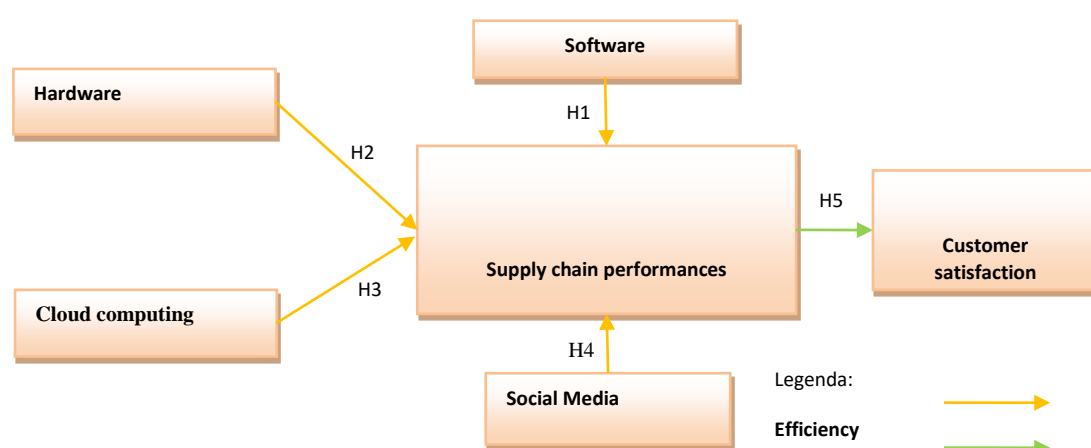 Software
Hardware
H1
H2
H5
Supply chain performances
Customer
satisfaction
H3
Cloud computing
H4
Social Media
Legenda:
Efficiency